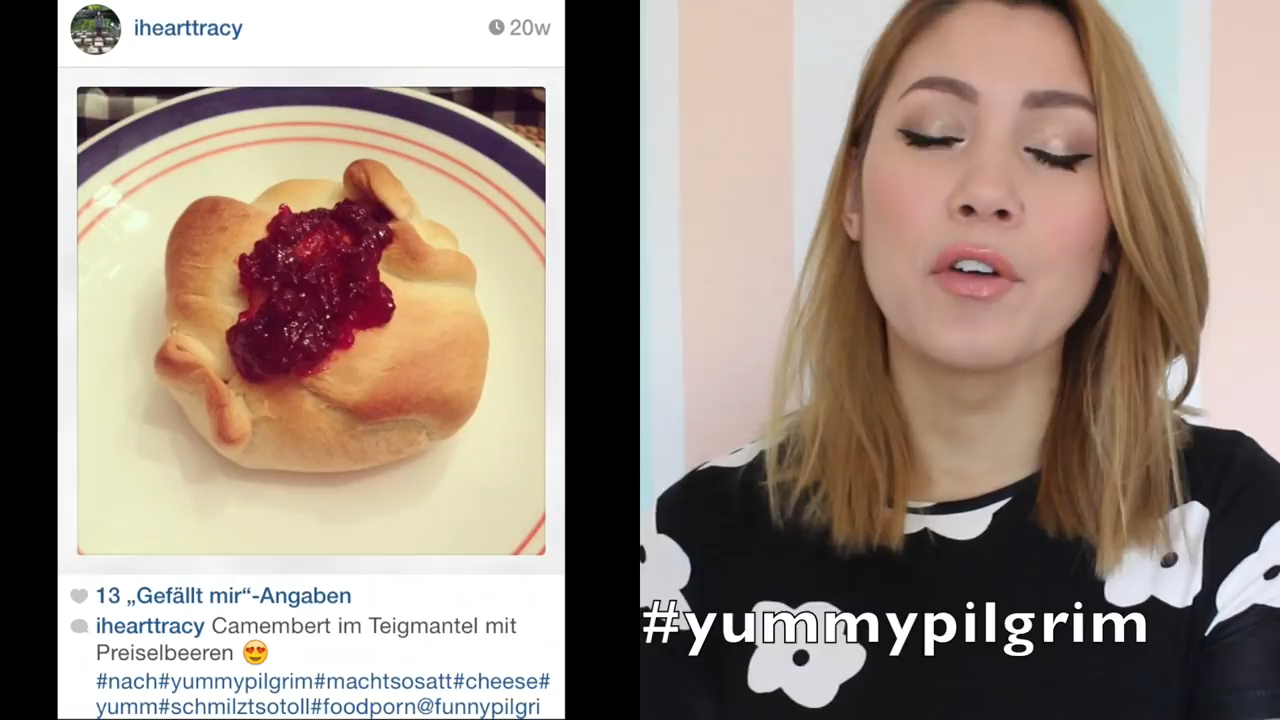 ihearttracy
20w
13 „Gefällt mir“-Angaben
ihearttracy Camembert im Teigmantel mit
Preiselbeeren 😍
#nach#yummypilgrim#machtsosatt#cheese#
yumm#schmilztsotoll#foodporn@funnypilgri
#yummypilgrim